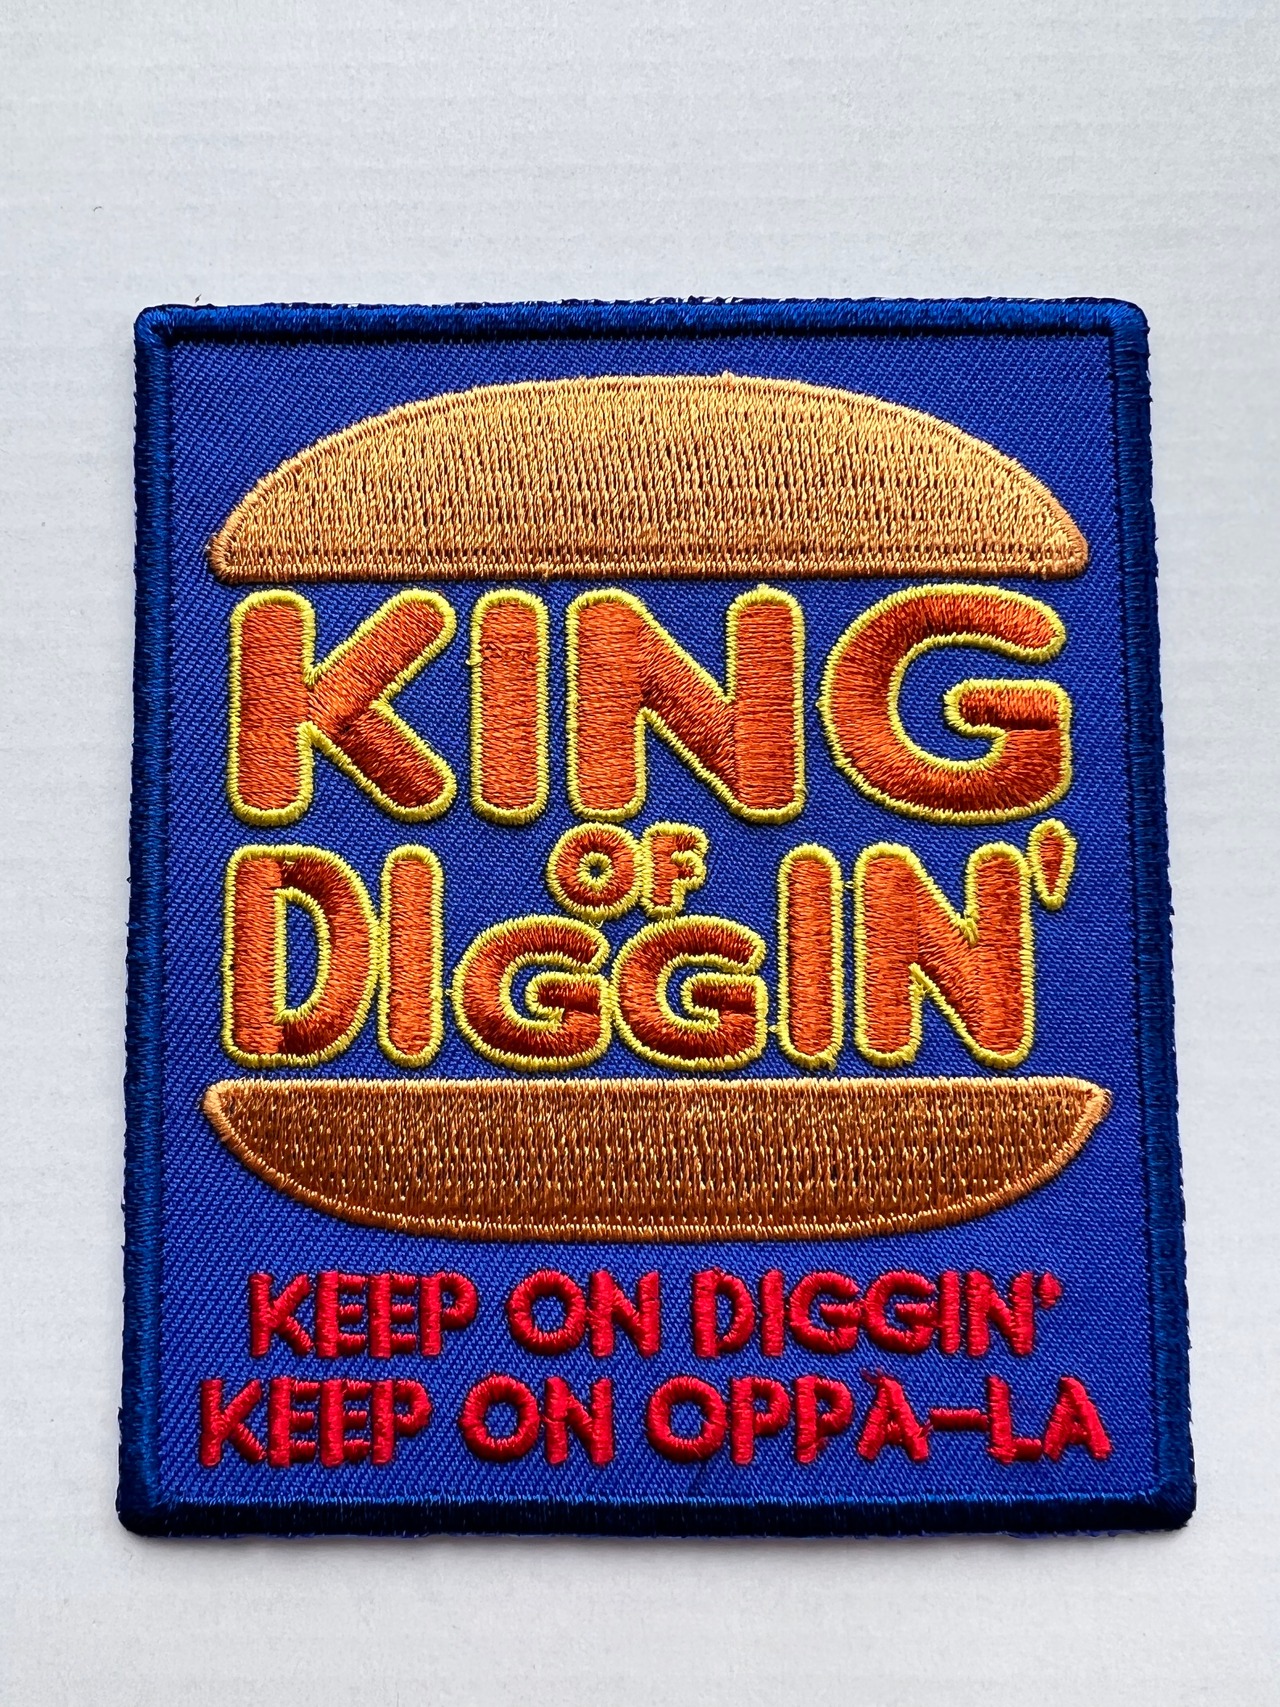 KING
OF
DIGGIN'
KEEP ON DIGGIN'
KEEP ON OPPA-LA